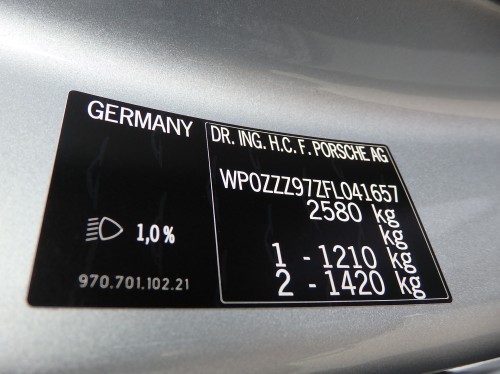 GERMANY
DR. ING. H.C. F. PORSCHE AG
WP0ZZZ97ZFL041657
2580 kg
kg
1 - 1210 kg
2 - 1420 kg
1,0 %
970.701.102.21